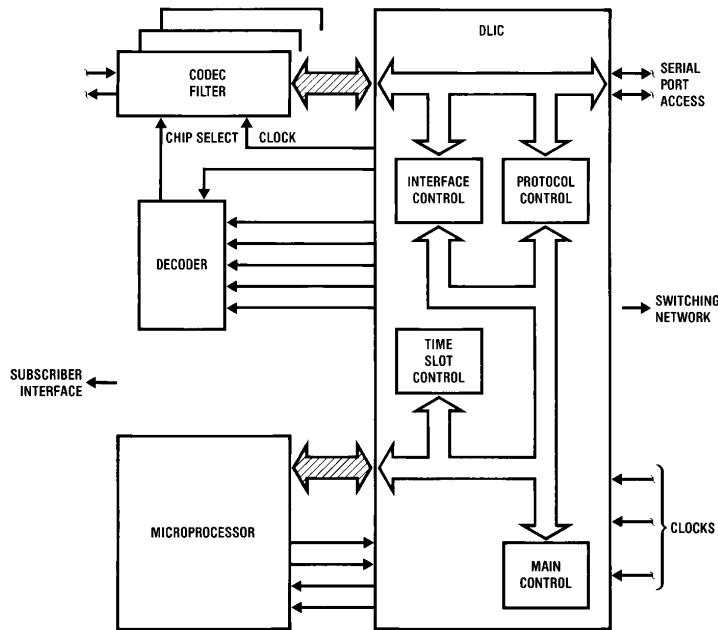 DLIC
CODEC
FILTER
SERIAL
PORT
ACCESS
CHIP SELECT
CLOCK
INTERFACE
CONTROL
PROTOCOL
CONTROL
DECODER
SWITCHING
NETWORK
TIME
SLOT
CONTROL
SUBSCRIBER
INTERFACE
MICROPROCESSOR
CLOCKS
MAIN
CONTROL